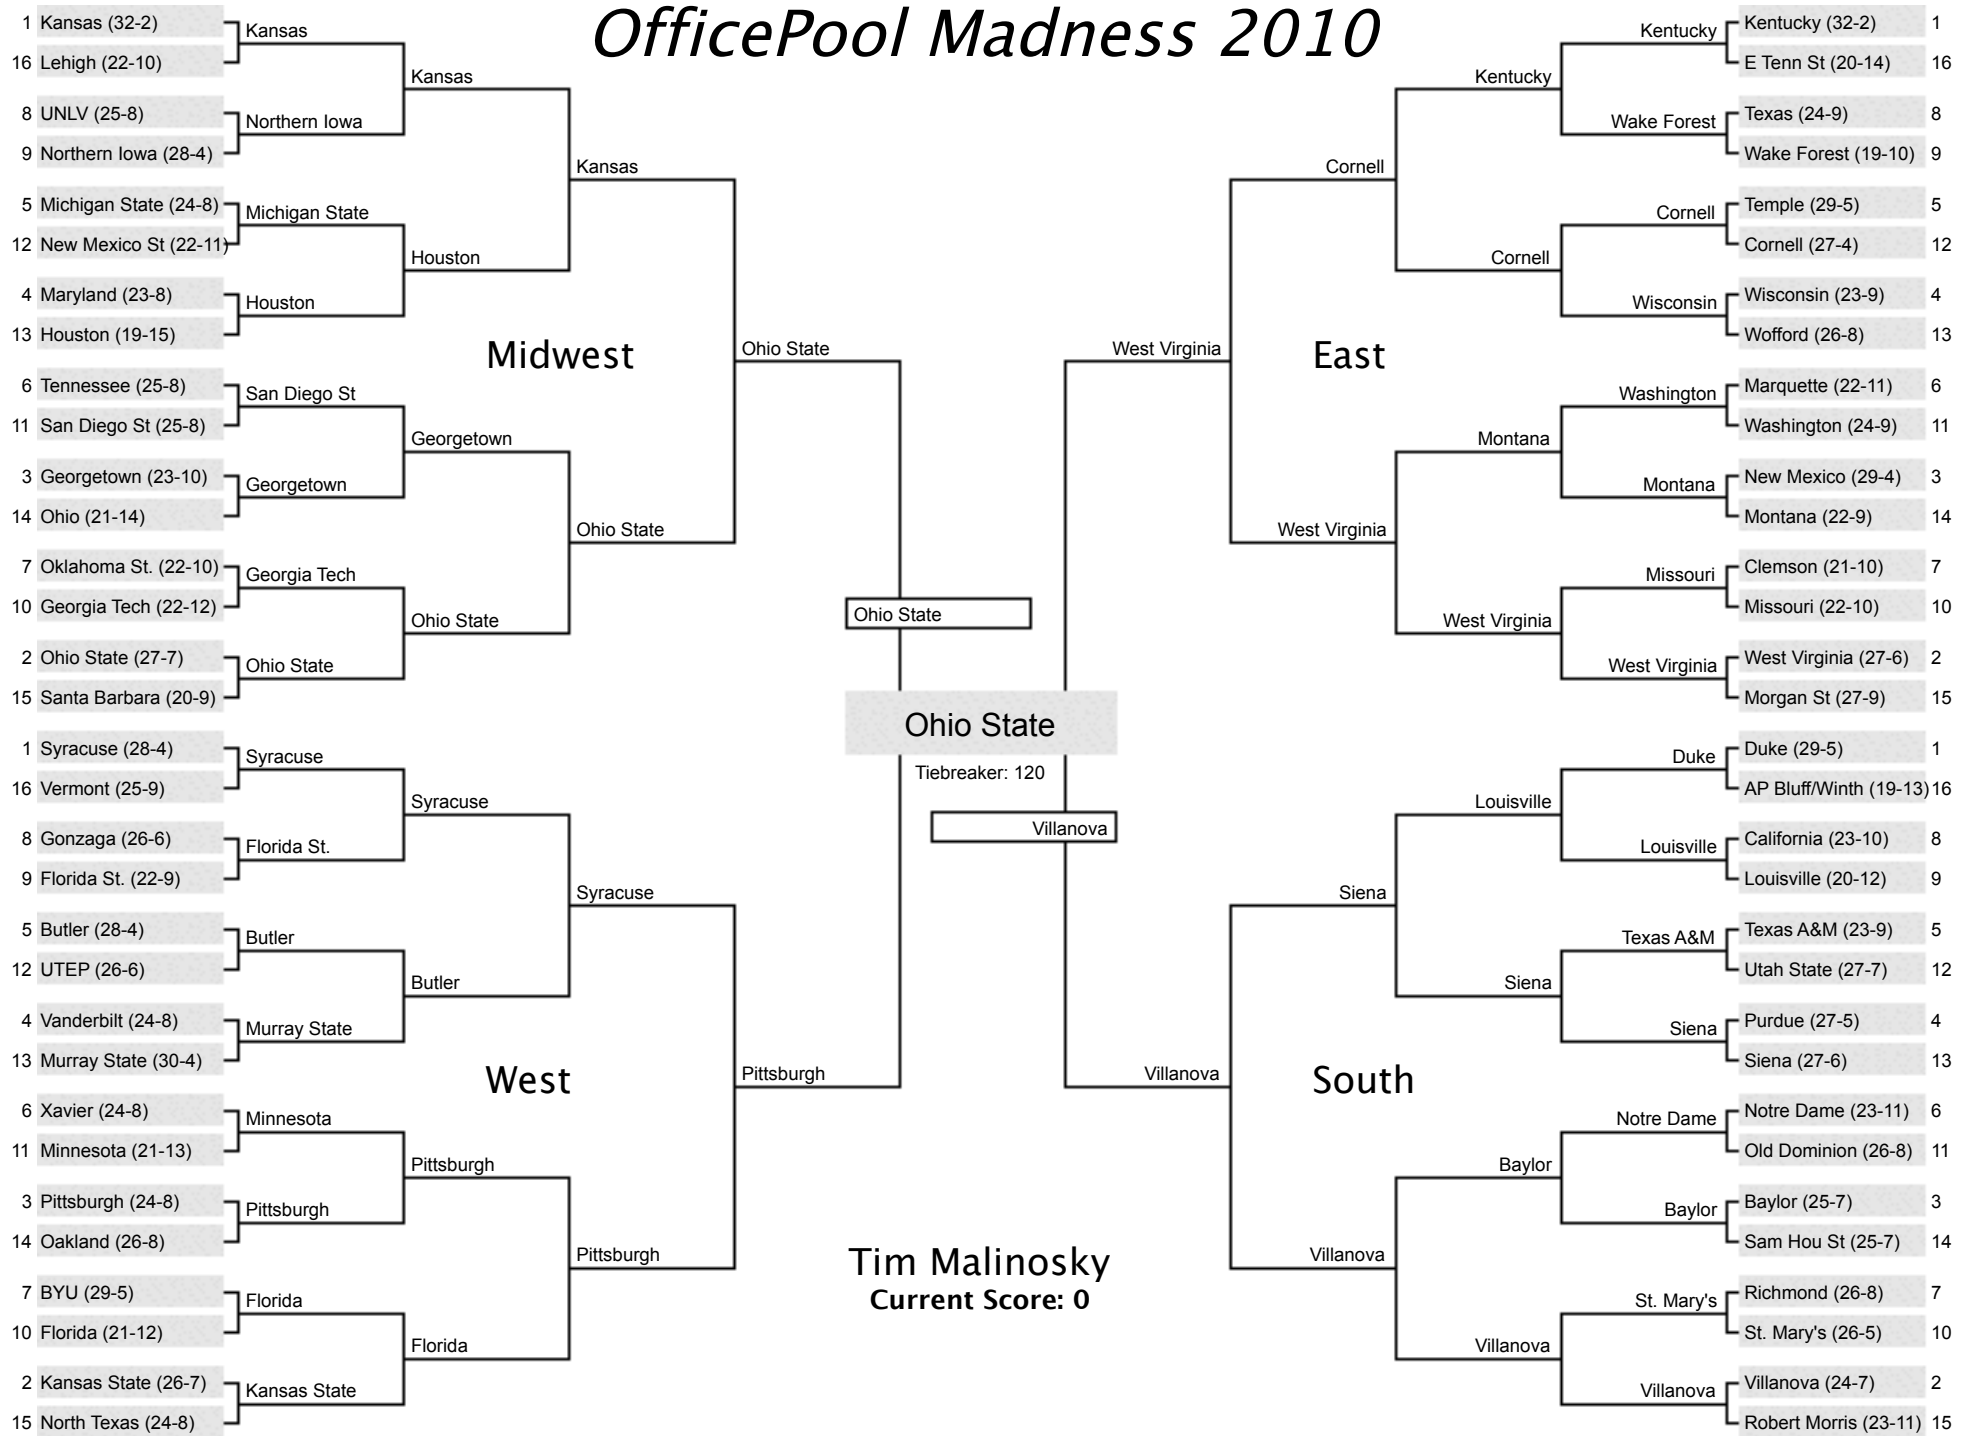 OfficePool Madness 2010
1 Kansas (32-2)
16 Lehigh (22-10)
8 UNLV (25-8)
9 Northern Iowa (28-4)
5 Michigan State (24-8)
12 New Mexico St (22-11)
4 Maryland (23-8)
13 Houston (19-15)
6 Tennessee (25-8)
11 San Diego St (25-8)
3 Georgetown (23-10)
14 Ohio (21-14)
7 Oklahoma St. (22-10)
10 Georgia Tech (22-12)
2 Ohio State (27-7)
15 Santa Barbara (20-9)
Kansas
Northern Iowa
Michigan State
Houston
San Diego St
Georgetown
Georgia Tech
Ohio State
Kansas
Houston
Georgetown
Ohio State
Kansas
Ohio State
Midwest
Ohio State
1 Syracuse (28-4)
16 Vermont (25-9)
8 Gonzaga (26-6)
9 Florida St. (22-9)
5 Butler (28-4)
12 UTEP (26-6)
4 Vanderbilt (24-8)
13 Murray State (30-4)
6 Xavier (24-8)
11 Minnesota (21-13)
3 Pittsburgh (24-8)
14 Oakland (26-8)
7 BYU (29-5)
10 Florida (21-12)
2 Kansas State (26-7)
15 North Texas (24-8)
Syracuse
Florida St.
Butler
Murray State
Minnesota
Pittsburgh
Florida
Kansas State
Syracuse
Butler
Pittsburgh
Florida
Syracuse
Pittsburgh
West
Pittsburgh
Ohio State
Ohio State
Tiebreaker: 120
Villanova
Tim Malinosky
Current Score: 0
Kentucky (32-2) 1
E Tenn St (20-14) 16
Texas (24-9) 8
Wake Forest (19-10) 9
Temple (29-5) 5
Cornell (27-4) 12
Wisconsin (23-9) 4
Wofford (26-8) 13
Marquette (22-11) 6
Washington (24-9) 11
New Mexico (29-4) 3
Montana (22-9) 14
Clemson (21-10) 7
Missouri (22-10) 10
West Virginia (27-6) 2
Morgan St (27-9) 15
Kentucky
Wake Forest
Cornell
Wisconsin
Washington
Montana
Missouri
West Virginia
Kentucky
Cornell
Montana
West Virginia
Cornell
West Virginia
East
West Virginia
Duke (29-5) 1
AP Bluff/Winth (19-13) 16
California (23-10) 8
Louisville (20-12) 9
Texas A&M (23-9) 5
Utah State (27-7) 12
Purdue (27-5) 4
Siena (27-6) 13
Notre Dame (23-11) 6
Old Dominion (26-8) 11
Baylor (25-7) 3
Sam Hou St (25-7) 14
Richmond (26-8) 7
St. Mary's (26-5) 10
Villanova (24-7) 2
Robert Morris (23-11) 15
Duke
Louisville
Texas A&M
Siena
Notre Dame
Baylor
St. Mary's
Villanova
Louisville
Siena
Baylor
Villanova
Siena
Villanova
South
Villanova